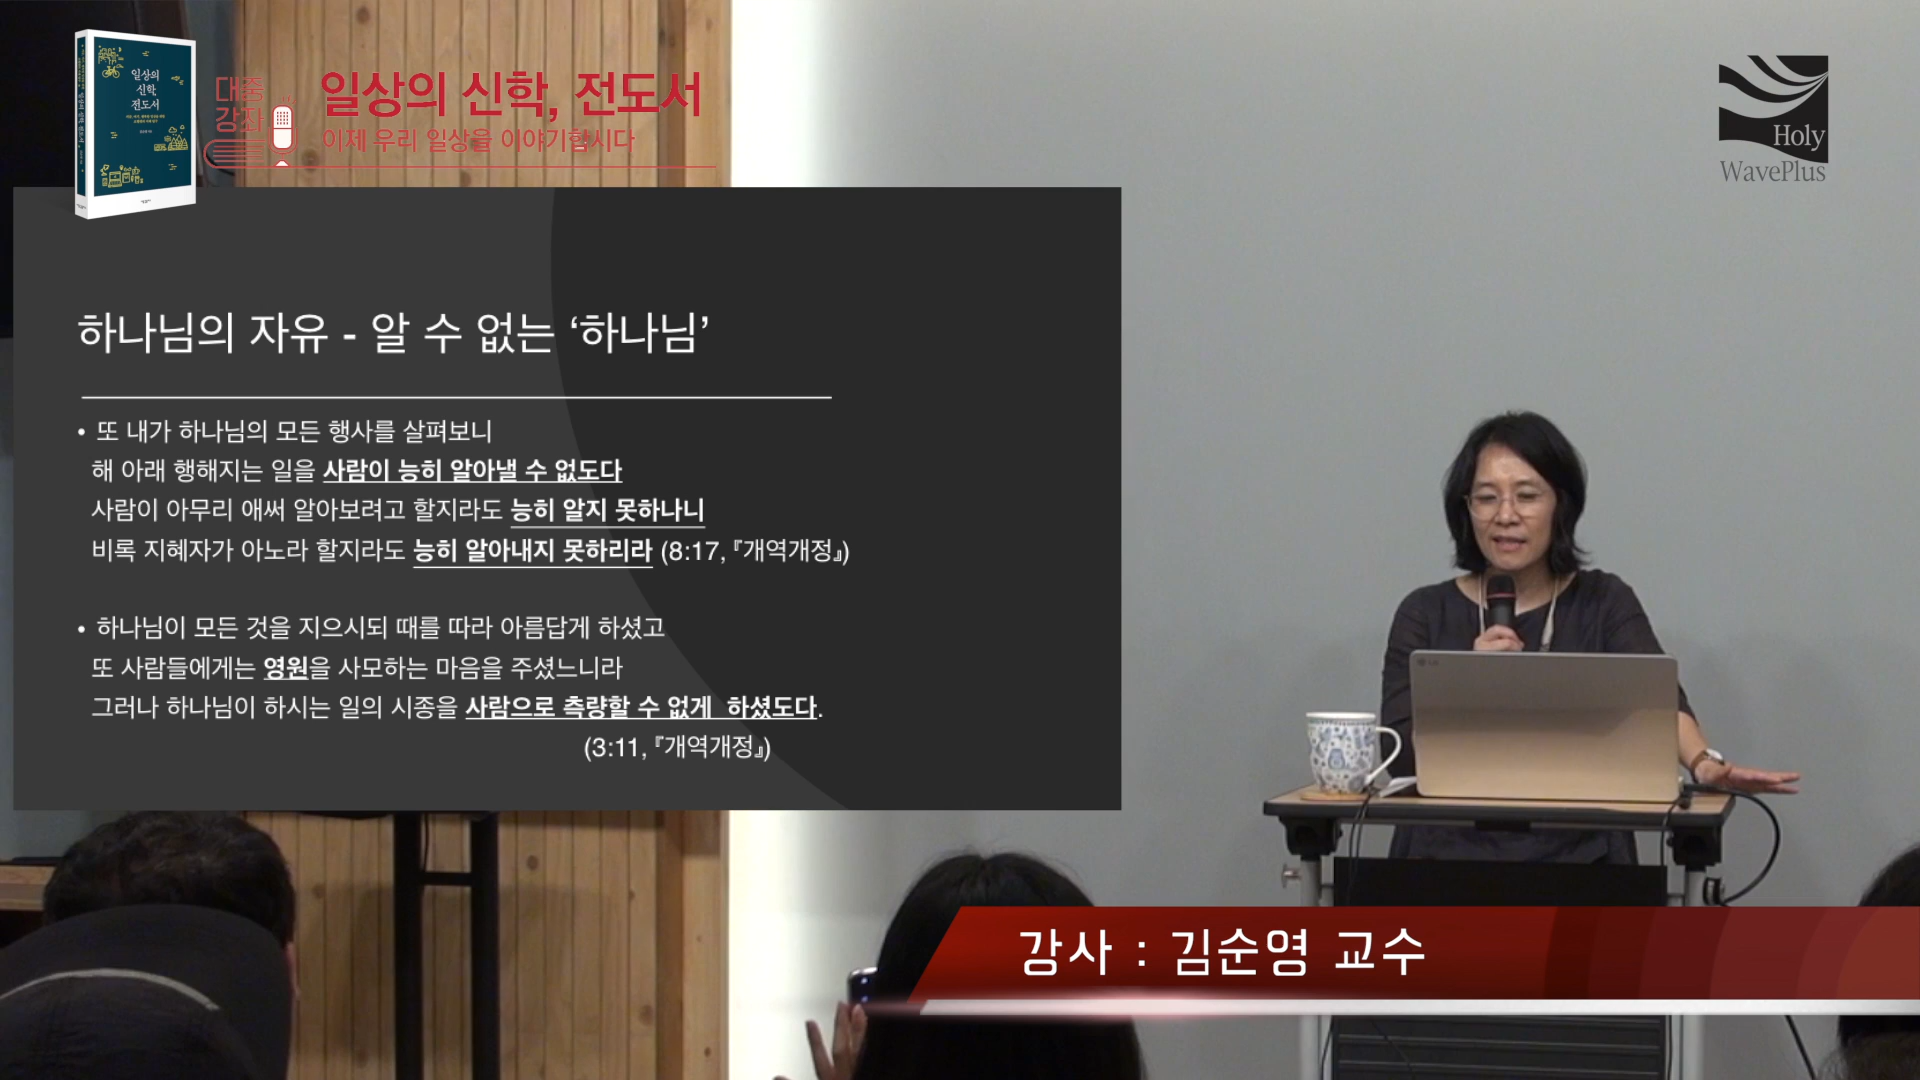 일상의
신학,
전도서
대중
강좌
일상의 신학, 전도서
이제 우리 일상을 이야기합시다
Holy
WavePlus
하나님의 자유 - 알 수 없는 ‘하나님’
• 또 내가 하나님의 모든 행사를 살펴보니
해 아래 행해지는 일을 사람이 능히 알아낼 수 없도다
사람이 아무리 애써 알아보려고 할지라도 능히 알지 못하나니
비록 지혜자가 아노라 할지라도 능히 알아내지 못하리라 (8:17, 『개역개정』)
• 하나님이 모든 것을 지으시되 때를 따라 아름답게 하셨고
또 사람들에게는 영원을 사모하는 마음을 주셨느니라
그러나 하나님이 하시는 일의 시종을 사람으로 측량할 수 없게 하셨도다.
(3:11, 『개역개정』)
LG
강사 : 김순영 교수